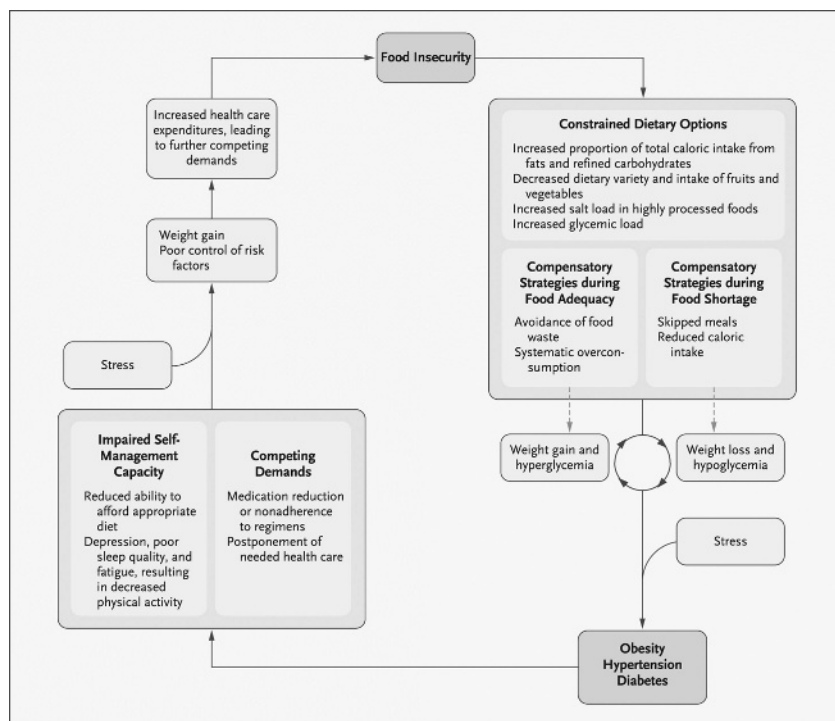 Food Insecurity
Increased health care
expenditures, leading
to further competing
demands
Constrained Dietary Options
Increased proportion of total caloric intake from
fats and refined carbohydrates
Decreased dietary variety and intake of fruits and
vegetables
Increased salt load in highly processed foods
Increased glycemic load
Weight gain
Poor control of risk
factors
Compensatory
Strategies during
Food Adequacy
Avoidance of food
waste
Systematic overcon-
sumption
Compensatory
Strategies during
Food Shortage
Skipped meals
Reduced caloric
intake
Stress
Impaired Self-
Management
Capacity
Reduced ability to
afford appropriate
diet
Depression, poor
sleep quality, and
fatigue, resulting
in decreased
physical activity
Competing
Demands
Medication reduction
or nonadherence
to regimens
Postponement of
needed health care
Weight gain and
hyperglycemia
Weight loss and
hypoglycemia
Stress
Obesity
Hypertension
Diabetes